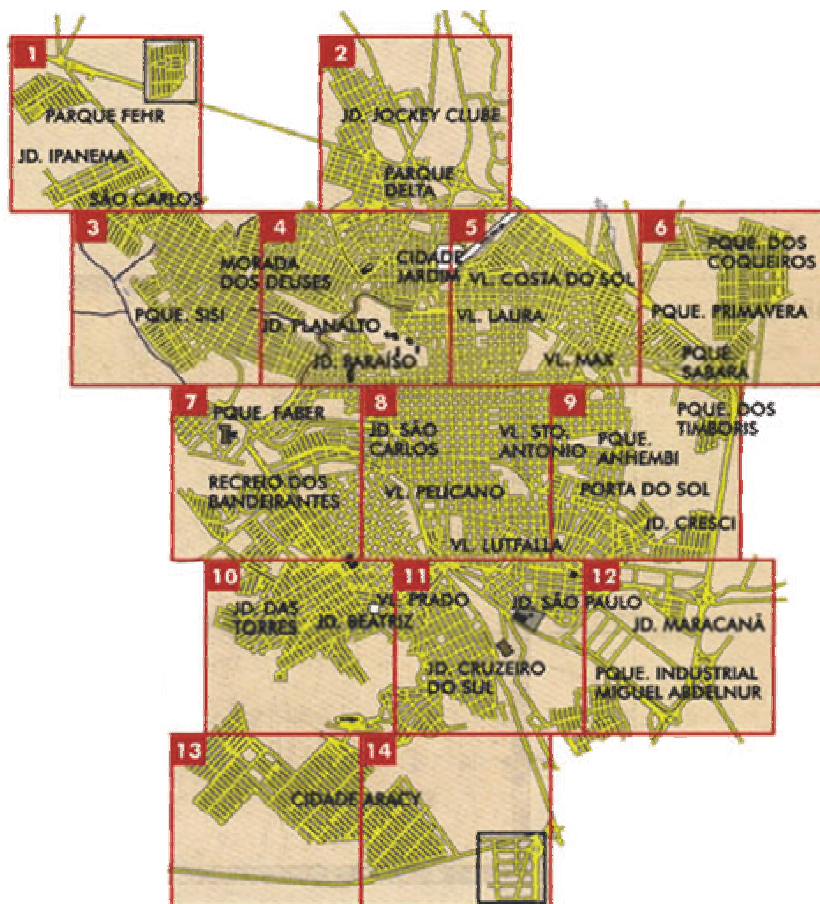 1
PARQUE FEHR
JD. IPANEMA
SÃO CARLOS
2
JD. JOCKEY CLUBE
PARQUE
DELTA
3
PQUE. SISI
4
MORADA
DOS DEUSES
CIDADE
JARDIM
JD. PLANALTO
JD. PARAÍSO
5
VL. COSTA DO SOL
VL. LAURA
VL. MAX
6
PQUE. DOS
COQUEIROS
PQUE. PRIMAVERA
PQUE.
SABARA
7
PQUE. FABER
RECREIO DOS
BANDEIRANTES
8
JD. SÃO
CARLOS
VL. STO.
ANTONIO
VL. PELICANO
VL. LUTFALLA
9
PQUE. DOS
TIMBORIS
PQUE.
ANHEMBI
PORTA DO SOL
JD. CRESCI
10
JD. DAS
TORRES
JD. BEATRIZ
VL. PRADO
11
JD. SÃO PAULO
JD. CRUZEIRO
DO SUL
12
JD. MARACANÃ
PQUE. INDUSTRIAL
MIGUEL ABDELNUR
13
CIDADE ARACY
14